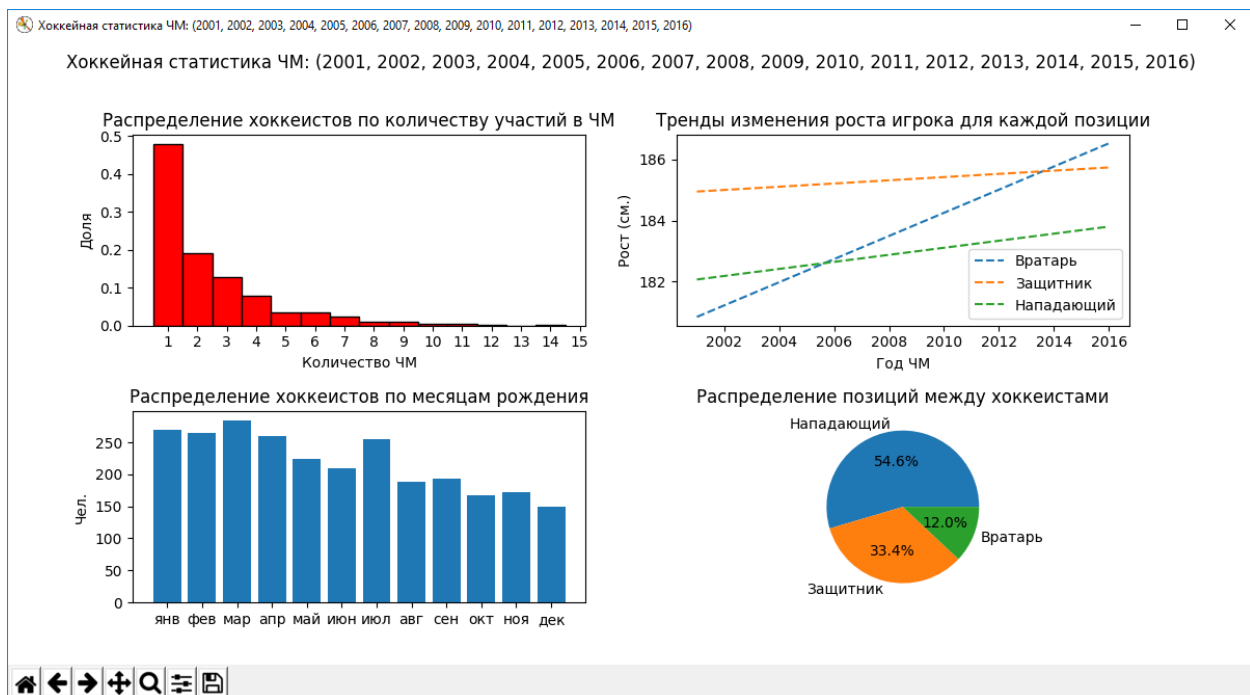 Хоккейная статистика ЧМ: (2001, 2002, 2003, 2004, 2005, 2006, 2007, 2008, 2009, 2010, 2011, 2012, 2013, 2014, 2015, 2016)
Хоккейная статистика ЧМ: (2001, 2002, 2003, 2004, 2005, 2006, 2007, 2008, 2009, 2010, 2011, 2012, 2013, 2014, 2015, 2016)
Распределение хоккеистов по количеству участий в ЧМ
0.5
0.4
0.3
0.2
0.1
0.0
Доля
1 2 3 4 5 6 7 8 9 10 11 12 13 14 15
Количество ЧМ
Тренды изменения роста игрока для каждой позиции
186
184
182
Рост (см.)
Вратарь
Защитник
Нападающий
2002 2004 2006 2008 2010 2012 2014 2016
Год ЧМ
Распределение хоккеистов по месяцам рождения
250
200
150
100
50
0
Чел.
янв фев мар апр май июн июл авг сен окт ноя дек
Распределение позиций между хоккеистами
Нападающий
54.6%
12.0%
Вратарь
33.4%
Защитник